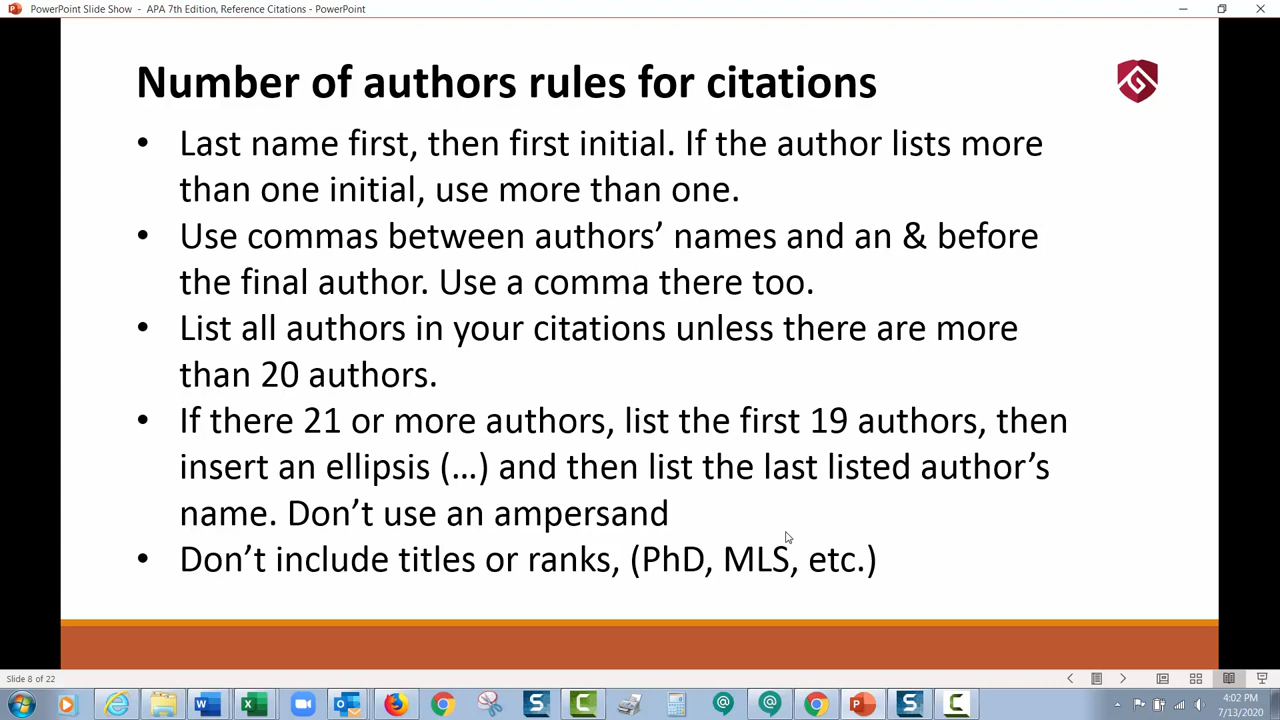 PowerPoint Slide Show - APA 7th Edition, Reference Citations - PowerPoint
Number of authors rules for citations
• Last name first, then first initial. If the author lists more
than one initial, use more than one.
• Use commas between authors’ names and an & before
the final author. Use a comma there too.
• List all authors in your citations unless there are more
than 20 authors.
• If there 21 or more authors, list the first 19 authors, then
insert an ellipsis (…) and then list the last listed author’s
name. Don’t use an ampersand
• Don’t include titles or ranks, (PhD, MLS, etc.)
Slide 8 of 22
4:02 PM
7/13/2020